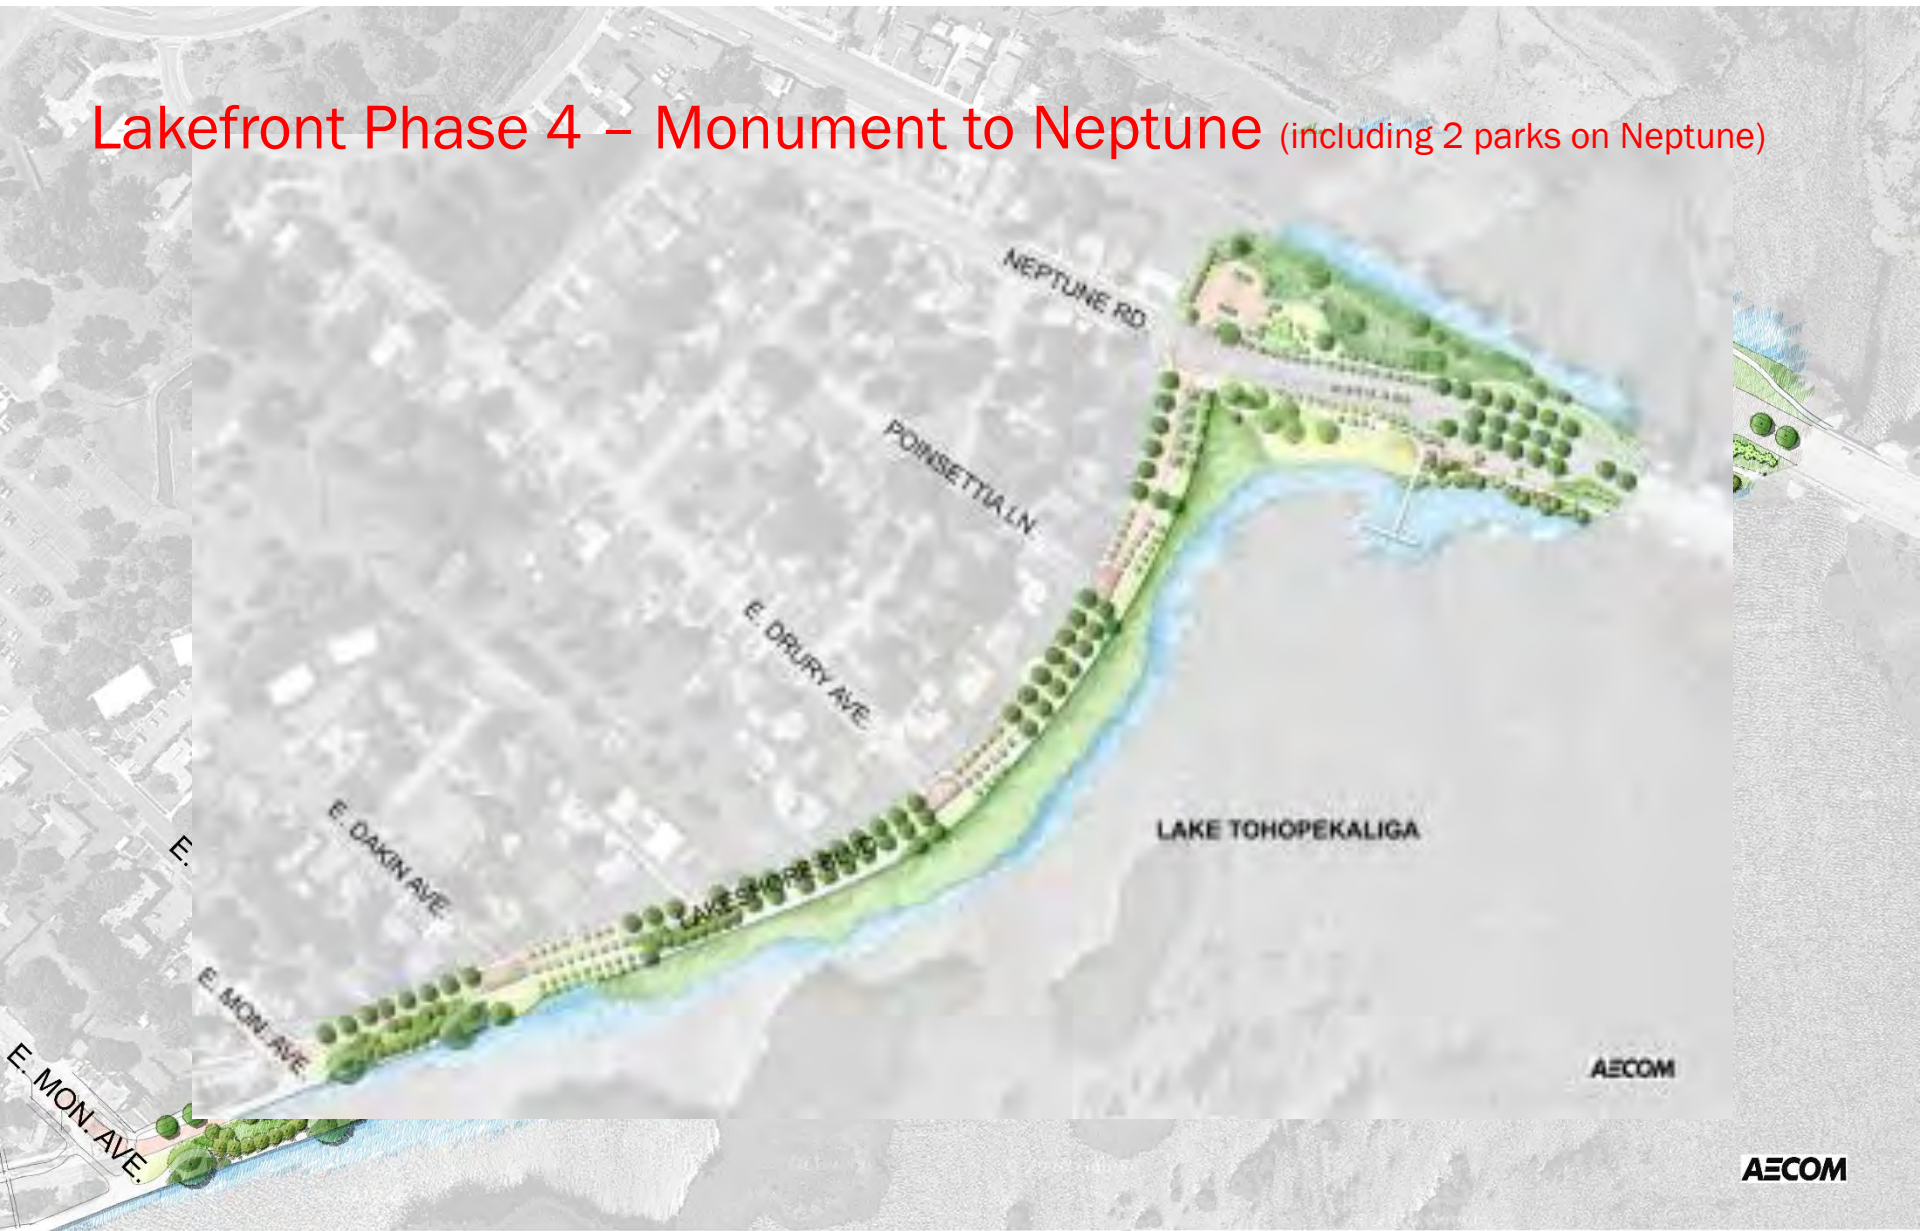 Lakefront Phase 4 – Monument to Neptune (including 2 parks on Neptune)
NEPTUNE RD
POINSETTIA LN
E. DRURY AVE.
LAKE TOHOPEKALIGA
E. DAKIN AVE.
E.
LAKESHORE BLVD
E. MON. AVE
E. MON. AVE.
AECOM
AECOM